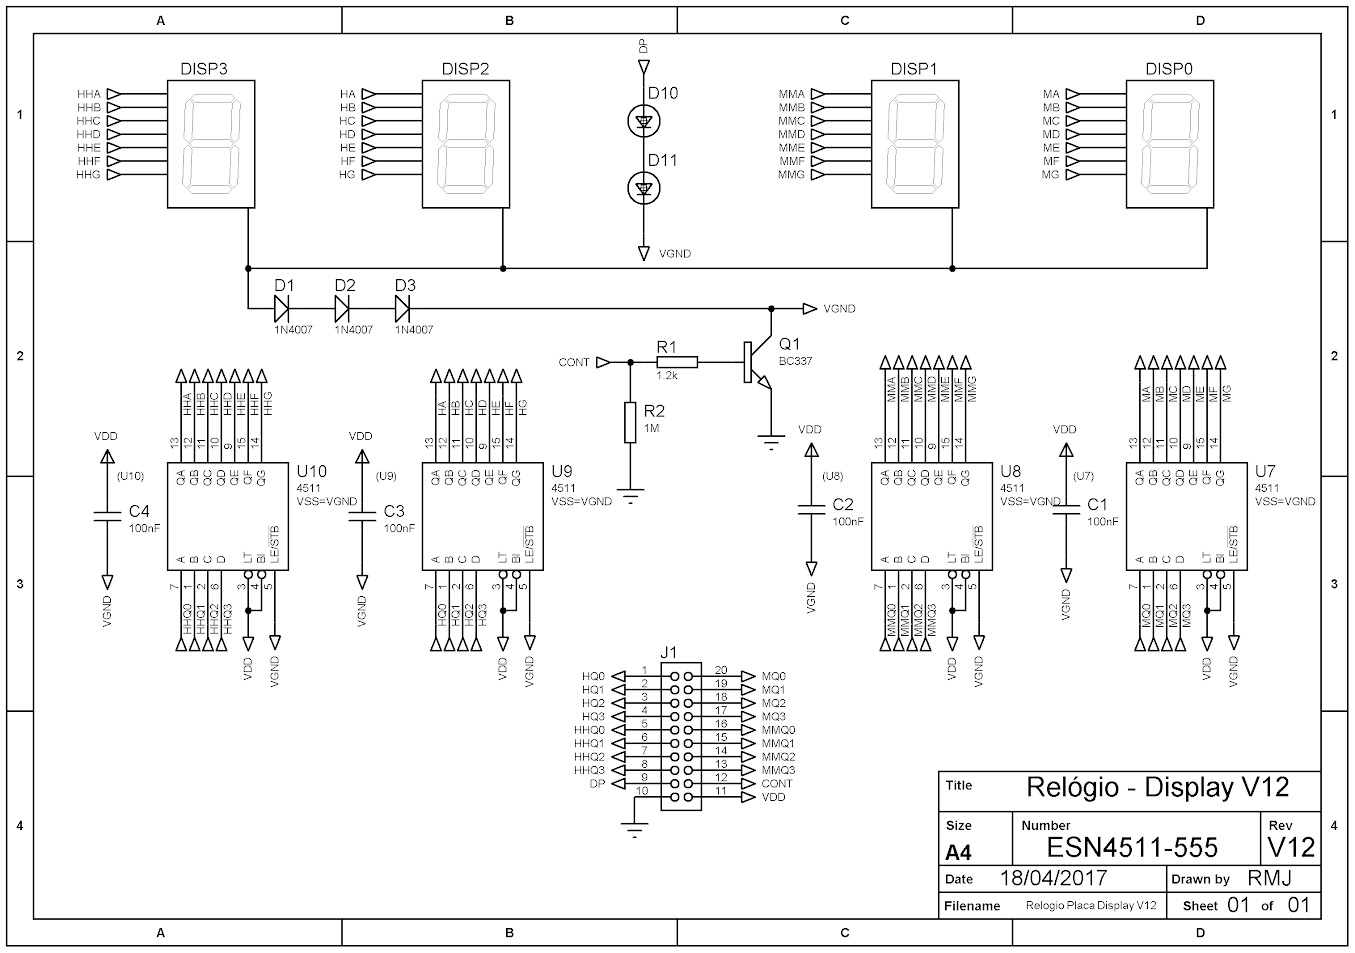 A B C D
DISP3 DISP2 DP DISP1 DISP0
1 HHA HA D10 MMA MA 1
HHB HB MMB MB
HHC HC MMC MC
HHD HD MMD MD
HHE HE D11 MME ME
HHF HF MMF MF
HHG HG MMG MG
VGND
D1 D2 D3
1N4007 1N4007 1N4007
VGND
2 CONT R1 1.2k Q1 BC337 2
R2 1M
HHA HHB HHC HHD HHE HHF HHG
13 12 11 10 9 15 14
QA QB QC QD QE QF QG
VDD (U10)
U10
4511
VSS=VGND
C4
100nF
A B C D LT BI LE/STB
7 1 2 6 3 4 5
HHQ0 HHQ1 HHQ2 HHQ3
VGND VDD VGND
HA HB HC HD HE HF HG
13 12 11 10 9 15 14
QA QB QC QD QE QF QG
VDD (U9)
U9
4511
VSS=VGND
C3
100nF
A B C D LT BI LE/STB
7 1 2 6 3 4 5
HQ0 HQ1 HQ2 HQ3
VGND VDD VGND
MMA MMB MMC MMD MME MMF MMG
13 12 11 10 9 15 14
QA QB QC QD QE QF QG
VDD (U8)
U8
4511
VSS=VGND
C2
100nF
A B C D LT BI LE/STB
7 1 2 6 3 4 5
MMQ0 MMQ1 MMQ2 MMQ3
VGND VDD VGND
MA MB MC MD ME MF MG
13 12 11 10 9 15 14
QA QB QC QD QE QF QG
VDD (U7)
U7
4511
VSS=VGND
C1
100nF
A B C D LT BI LE/STB
7 1 2 6 3 4 5
MQ0 MQ1 MQ2 MQ3
VGND VDD VGND
3 3
J1
HQ0 1 20 MQ0
HQ1 2 19 MQ1
HQ2 3 18 MQ2
HQ3 4 17 MQ3
HHQ0 5 16 MMQ0
HHQ1 6 15 MMQ1
HHQ2 7 14 MMQ2
HHQ3 8 13 MMQ3
DP 9 12 CONT
10 11 VDD
4 4
Title Relógio - Display V12
Size Number Rev
A4 ESN4511-555 V12
Date 18/04/2017 Drawn by RMJ
Filename Relogio Placa Display V12 Sheet 01 of 01
A B C D